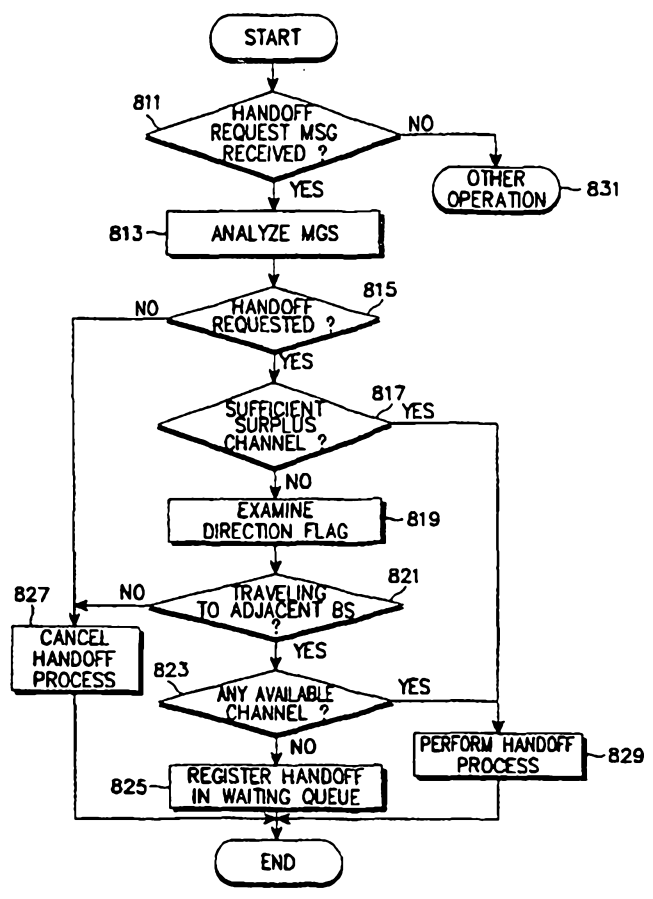 START
811
HANDOFF
REQUEST MSG
RECEIVED ?
NO
YES
OTHER
OPERATION
831
813
ANALYZE MGS
815
HANDOFF
REQUESTED ?
NO
YES
817
SUFFICIENT
SURPLUS
CHANNEL ?
YES
NO
EXAMINE
DIRECTION FLAG
819
821
TRAVELING
TO ADJACENT BS
?
NO
YES
827
CANCEL
HANDOFF
PROCESS
823
ANY AVAILABLE
CHANNEL ?
YES
NO
PERFORM HANDOFF
PROCESS
829
825
REGISTER HANDOFF
IN WAITING QUEUE
END